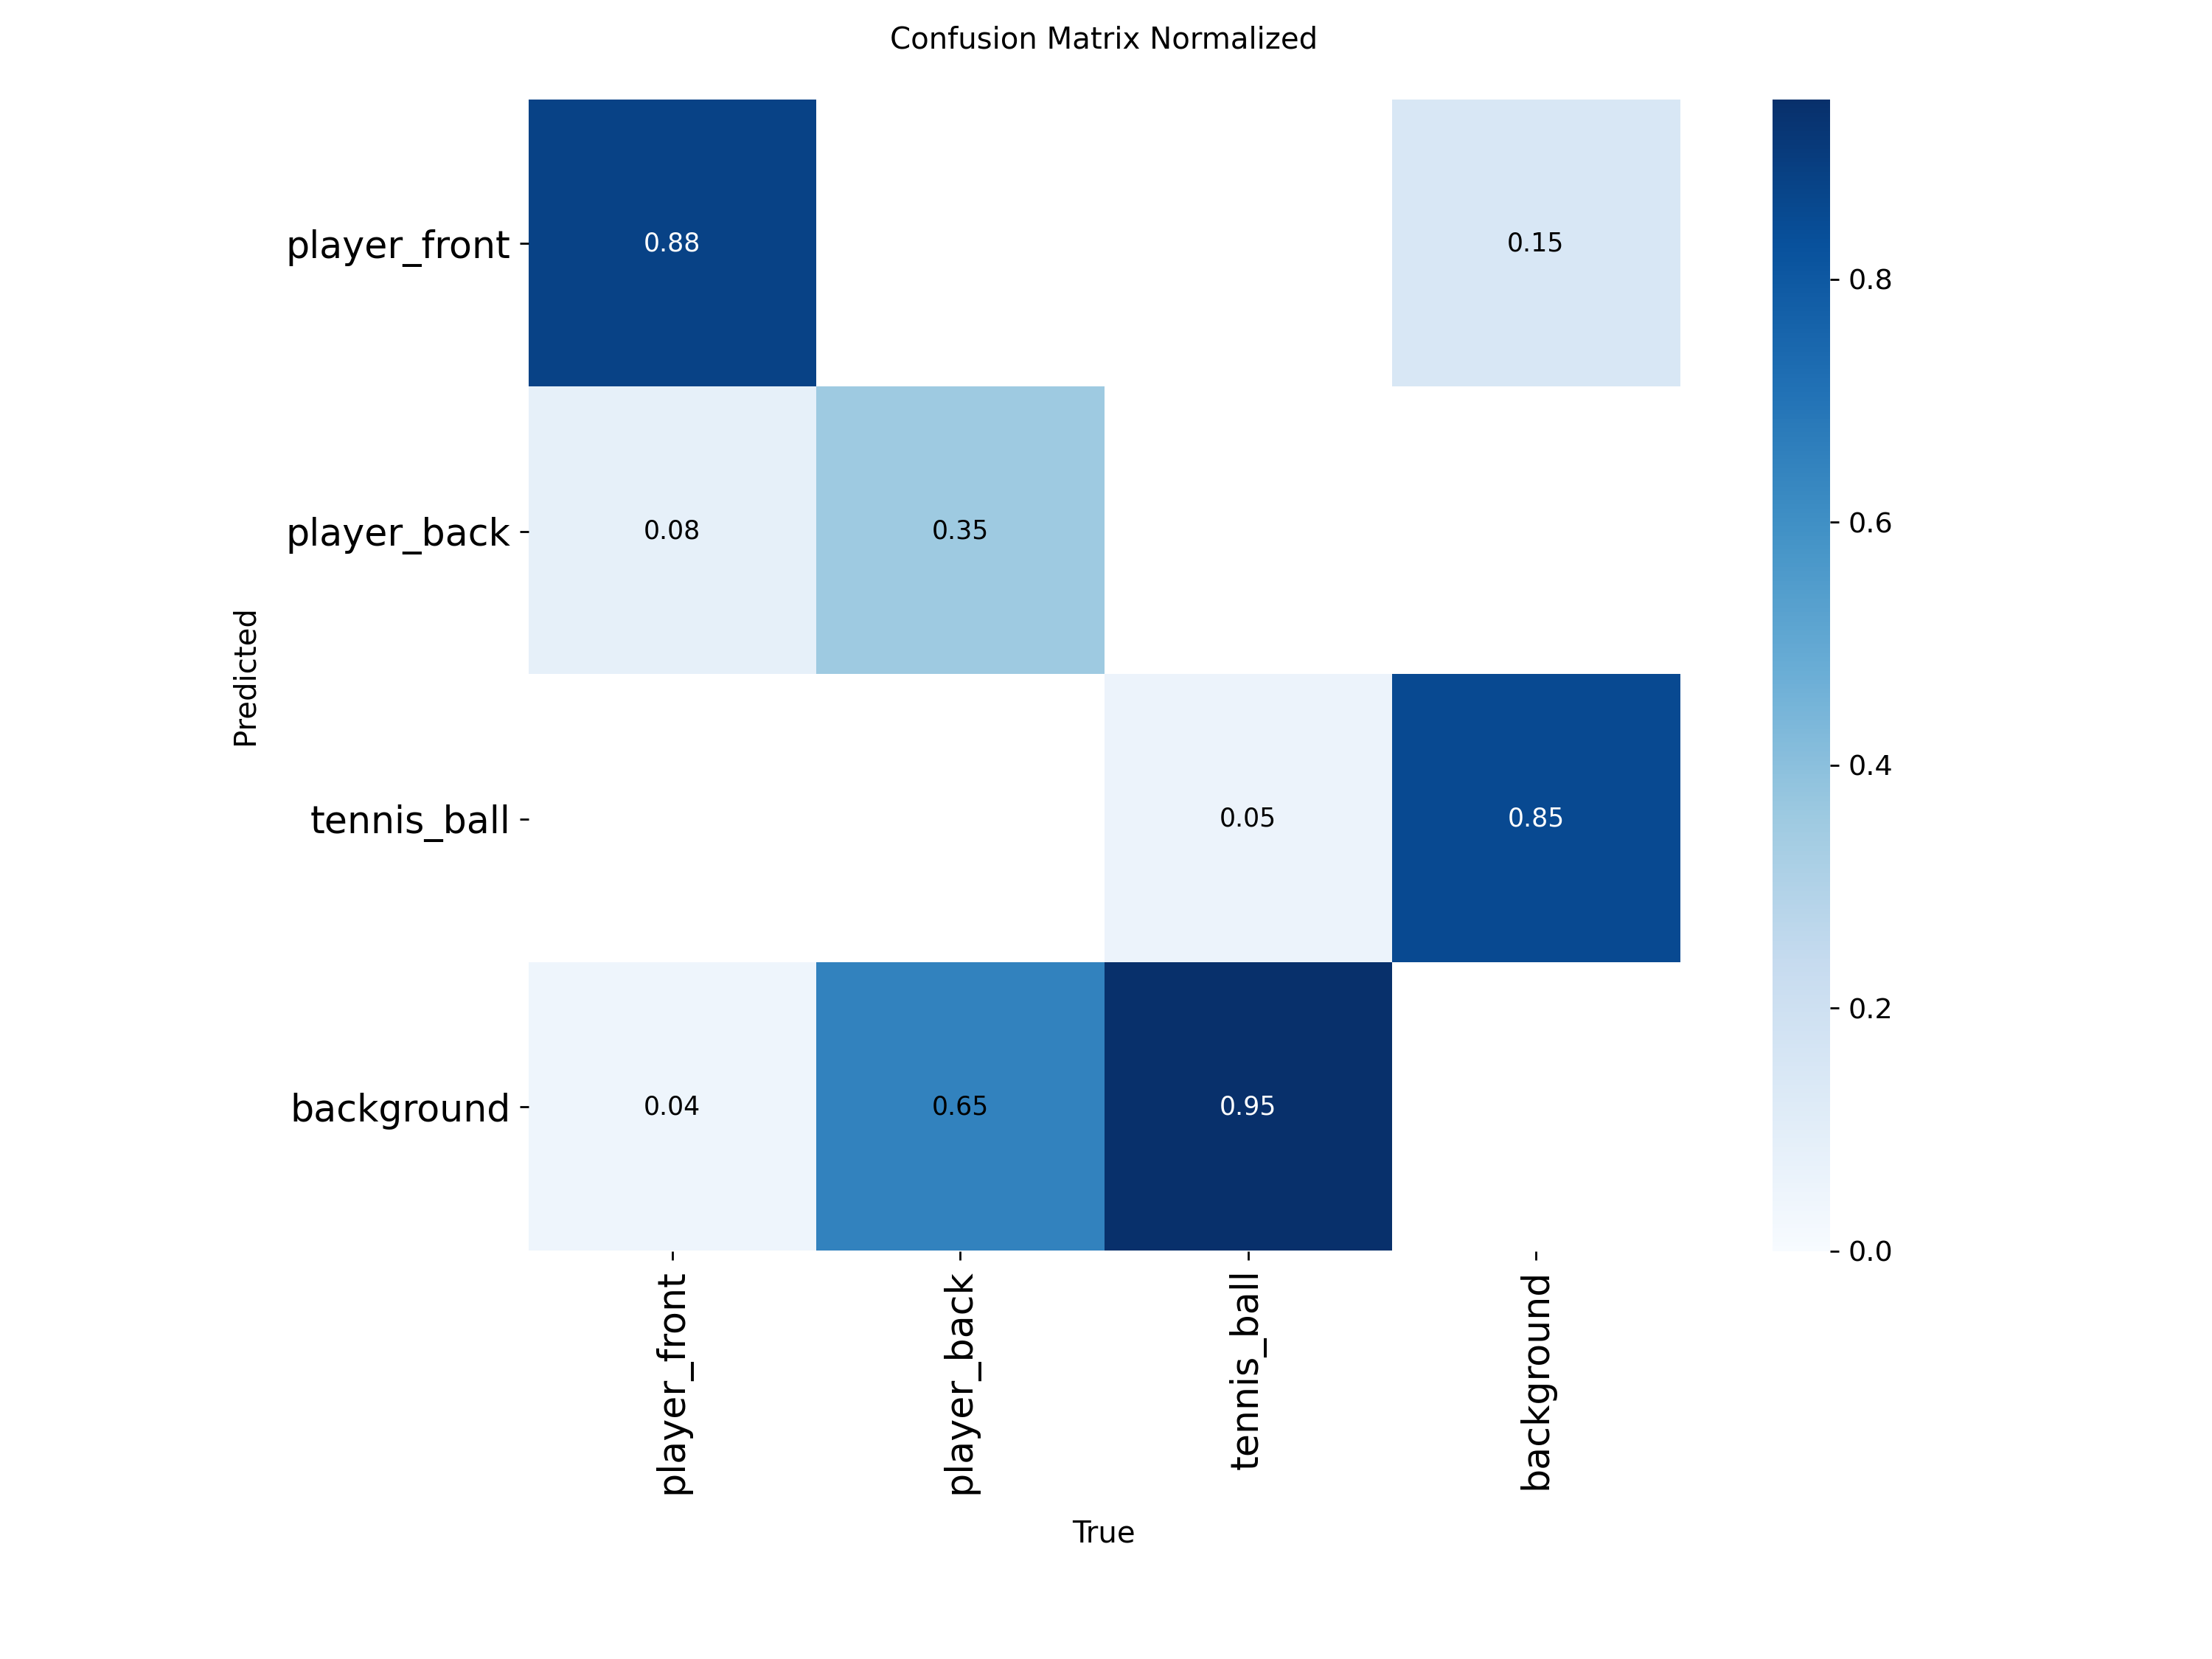 Confusion Matrix Normalized
player_front
0.88
0.15
player_back
0.08
0.35
tennis_ball
0.05
0.85
background
0.04
0.65
0.95
Predicted
player_front
player_back
tennis_ball
background
True
0.8
0.6
0.4
0.2
0.0